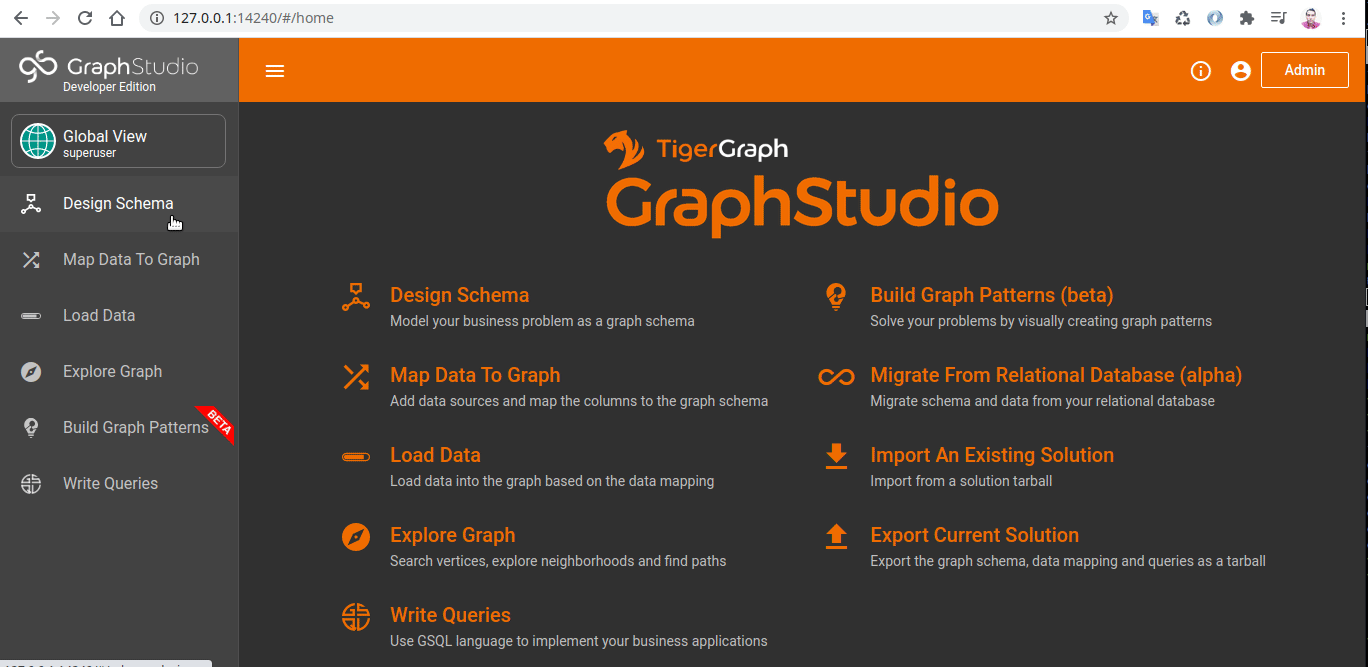 127.0.0.1:14240/#/home
GraphStudio
Developer Edition
Admin
Global View
superuser
Design Schema
Map Data To Graph
Load Data
Explore Graph
Build Graph Patterns
BETA
Write Queries
TigerGraph
GraphStudio
Design Schema
Model your business problem as a graph schema
Map Data To Graph
Add data sources and map the columns to the graph schema
Load Data
Load data into the graph based on the data mapping
Explore Graph
Search vertices, explore neighborhoods and find paths
Write Queries
Use GSQL language to implement your business applications
Build Graph Patterns (beta)
Solve your problems by visually creating graph patterns
Migrate From Relational Database (alpha)
Migrate schema and data from your relational database
Import An Existing Solution
Import from a solution tarball
Export Current Solution
Export the graph schema, data mapping and queries as a tarball